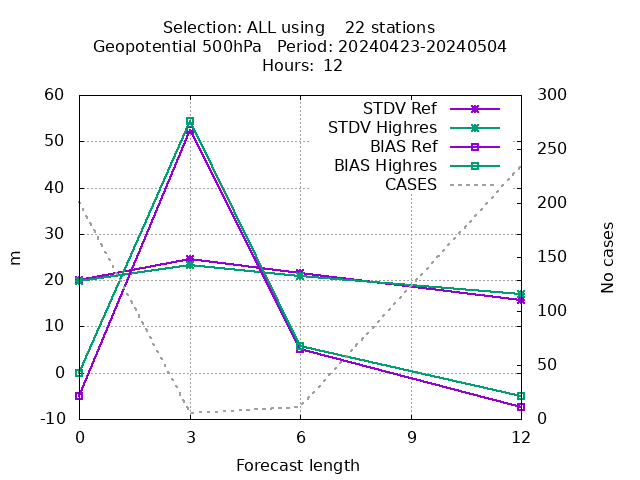 Selection: ALL using    22 stations
Geopotential 500hPa   Period: 20240423-20240504
Hours: 12
60
50
40
30
20
10
0
-10
300
250
200
150
100
50
0
STDV Ref
STDV Highres
BIAS Ref
BIAS Highres
CASES
m
No cases
0 3 6 9 12
Forecast length